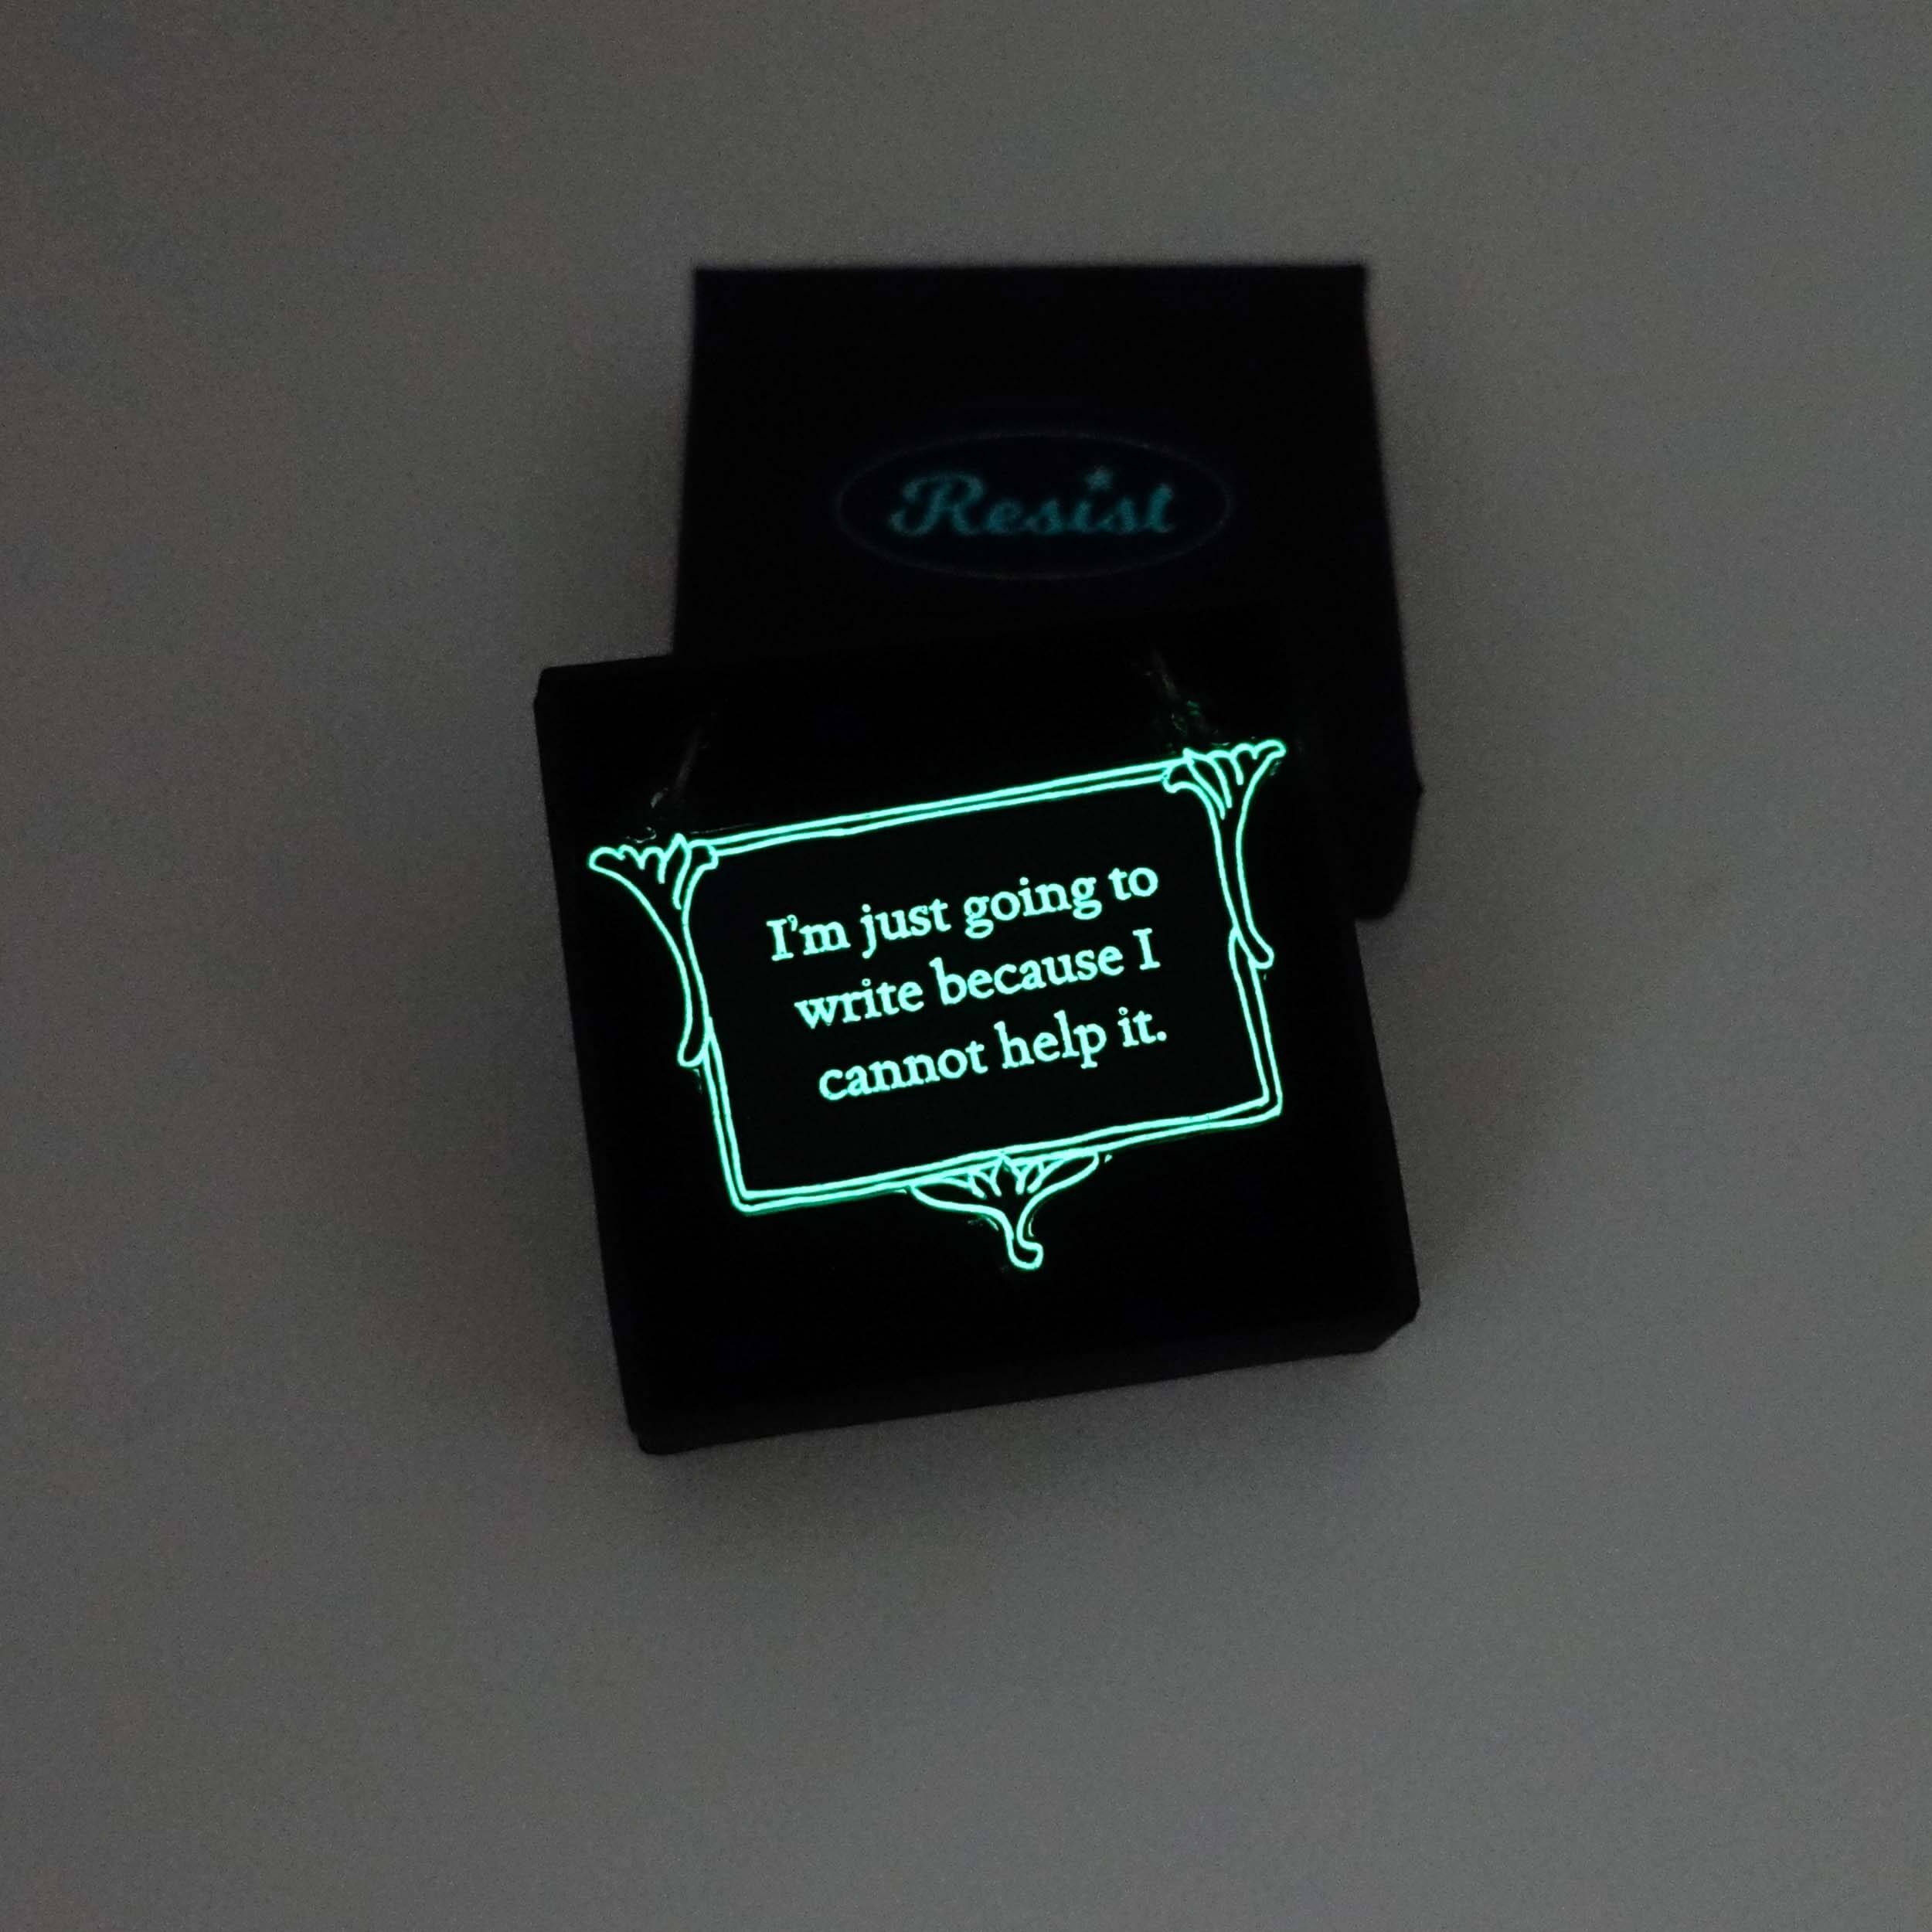 Resist
I'm just going to
write because I
cannot help it.